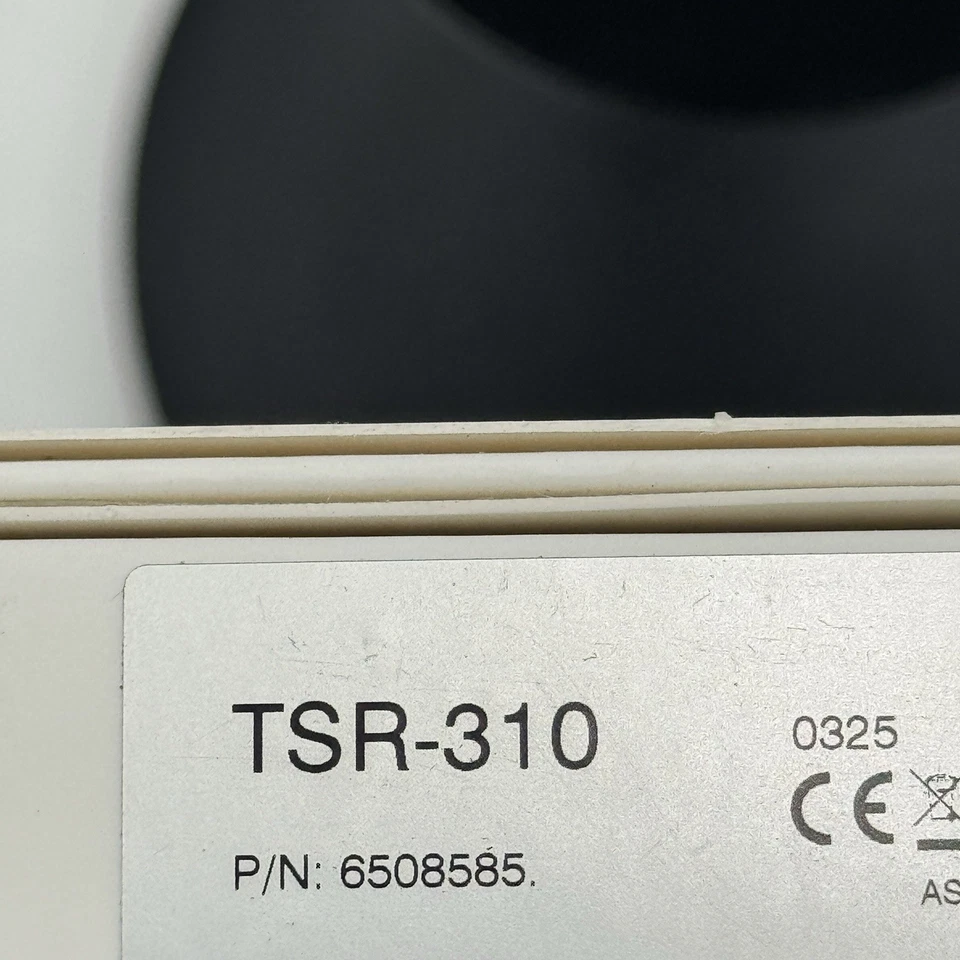 TSR-310
0325
CE
P/N: 6508585.
AS